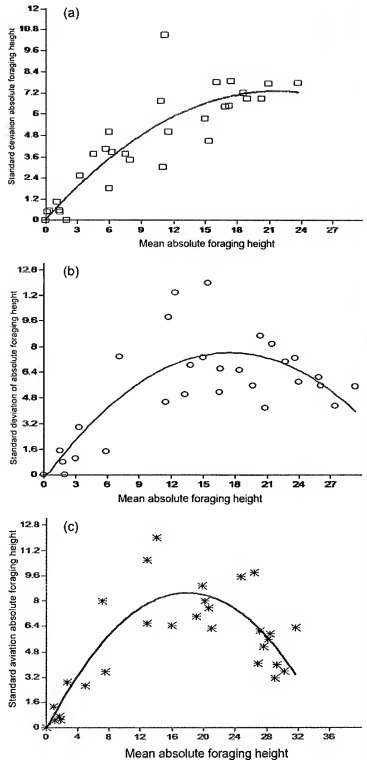 (a)
Standard deviation absolute foraging height
12
10.8
9.6
8.4
7.2
6
4.8
3.6
2.4
1.2
0
0 3 6 9 12 15 18 21 24 27
Mean absolute foraging height
(b)
Standard deviation of absolute foraging height
12.8
1.2
9.6
8
6.4
4.8
3.2
1.6
0
0 3 6 9 12 15 18 21 24 27
Mean absolute foraging height
(c)
Standard aviation absolute foraging height
12.8
1.2
9.6
8
6.4
4.8
3.2
1.6
0
0 4 8 12 16 20 24 28 32 36
Mean absolute foraging height